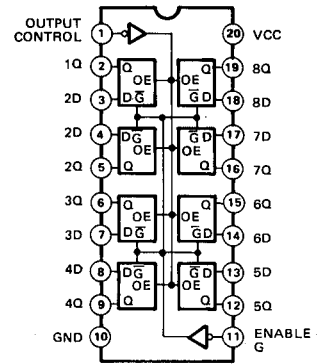 OUTPUT
CONTROL 1 20 VCC
1Q 2 Q OE OE Q 19 8Q
2D 3 D G̅ G̅ D 18 8D
2D 4 D G̅ G̅ D 17 7D
2Q 5 Q OE OE Q 16 7Q
3Q 6 Q OE OE Q 15 6Q
3D 7 D G̅ G̅ D 14 6D
4D 8 D G̅ G̅ D 13 5D
4Q 9 Q OE OE Q 12 5Q
GND 10 11 ENABLE
G